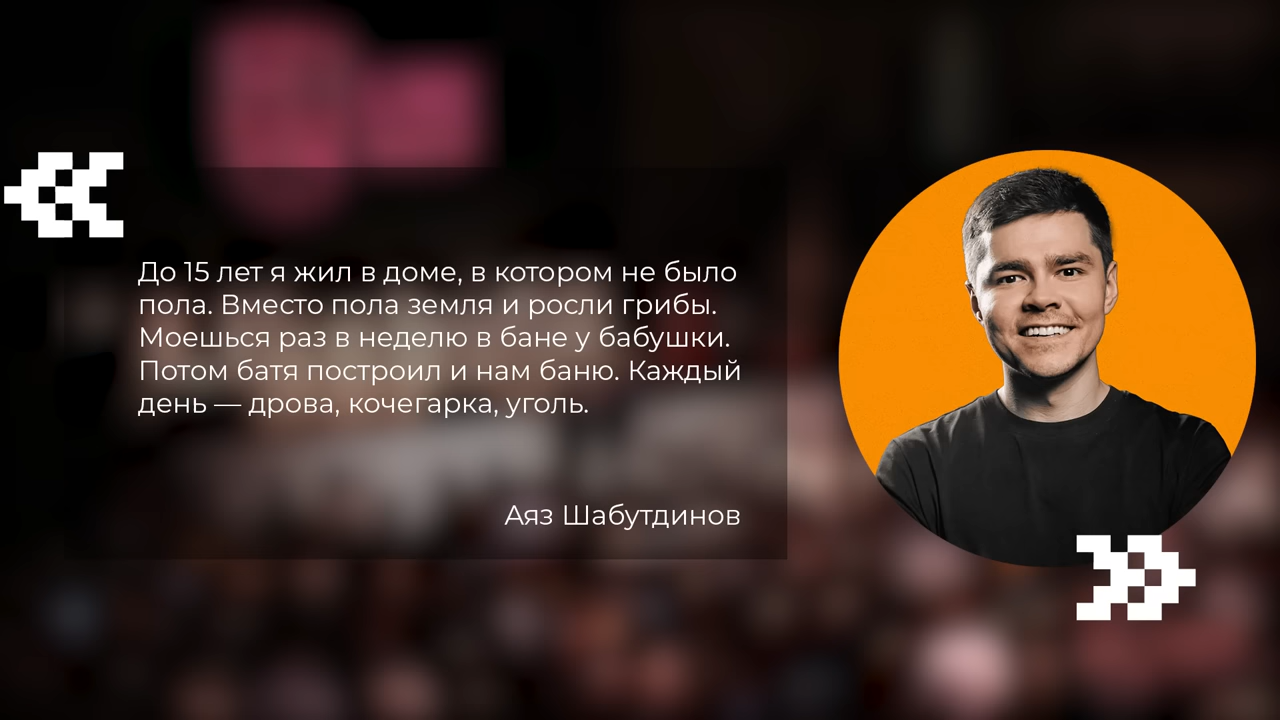 До 15 лет я жил в доме, в котором не было
пола. Вместо пола земля и росли грибы.
Моешься раз в неделю в бане у бабушки.
Потом батя построил и нам баню. Каждый
день — дрова, кочегарка, уголь.
Аяз Шабутдинов